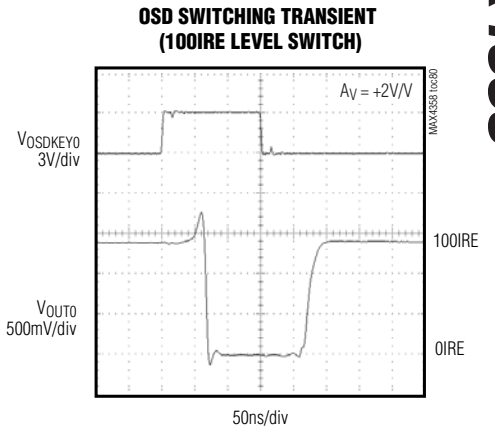 OSD SWITCHING TRANSIENT
(100IRE LEVEL SWITCH)
AV = +2V/V
MAX4358 toc80
VOSDKEY0
3V/div
100IRE
VOUT0
500mV/div
0IRE
50ns/div